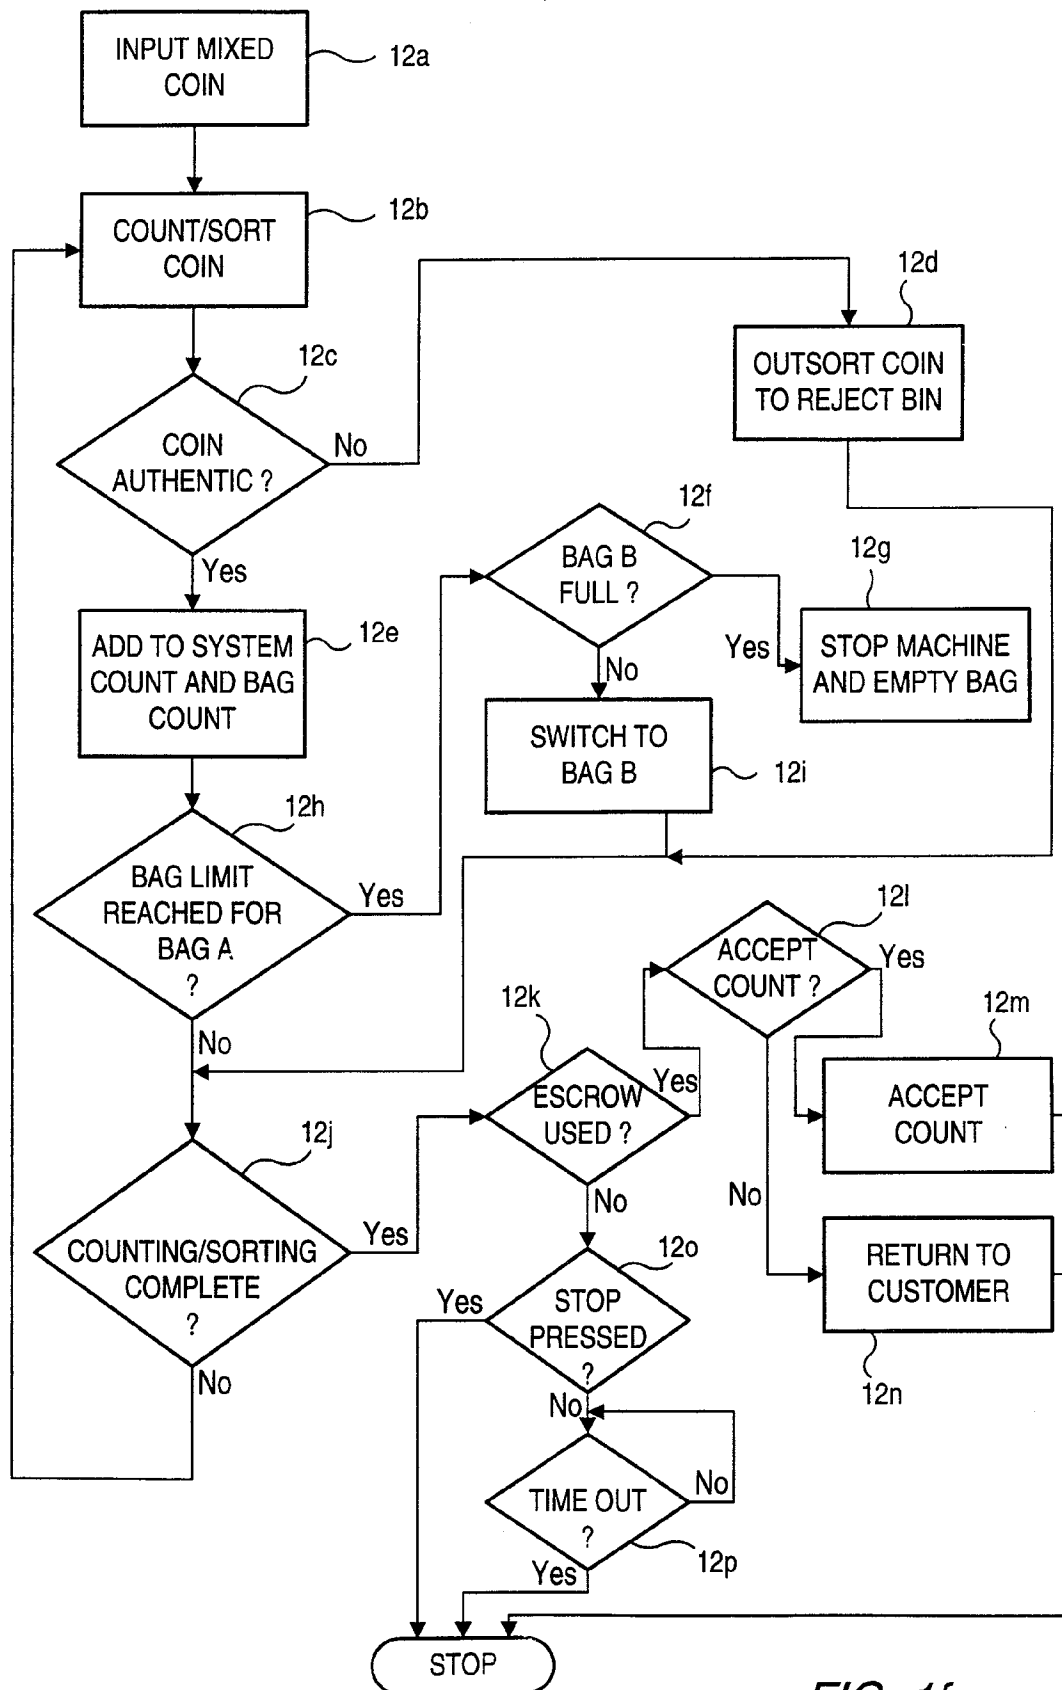 INPUT MIXED
COIN
12a
COUNT/SORT
COIN
12b
12c
COIN
AUTHENTIC ?
No
Yes
12d
OUTSORT COIN
TO REJECT BIN
12e
ADD TO SYSTEM
COUNT AND BAG
COUNT
12f
BAG B
FULL ?
Yes
No
12g
STOP MACHINE
AND EMPTY BAG
SWITCH TO
BAG B
12i
12h
BAG LIMIT
REACHED FOR
BAG A
?
Yes
No
12l
ACCEPT
COUNT ?
Yes
No
12k
ESCROW
USED ?
Yes
No
12m
ACCEPT
COUNT
12j
COUNTING/SORTING
COMPLETE
?
Yes
No
RETURN TO
CUSTOMER
12n
12o
STOP
PRESSED
?
Yes
No
TIME OUT
?
No
Yes
12p
STOP